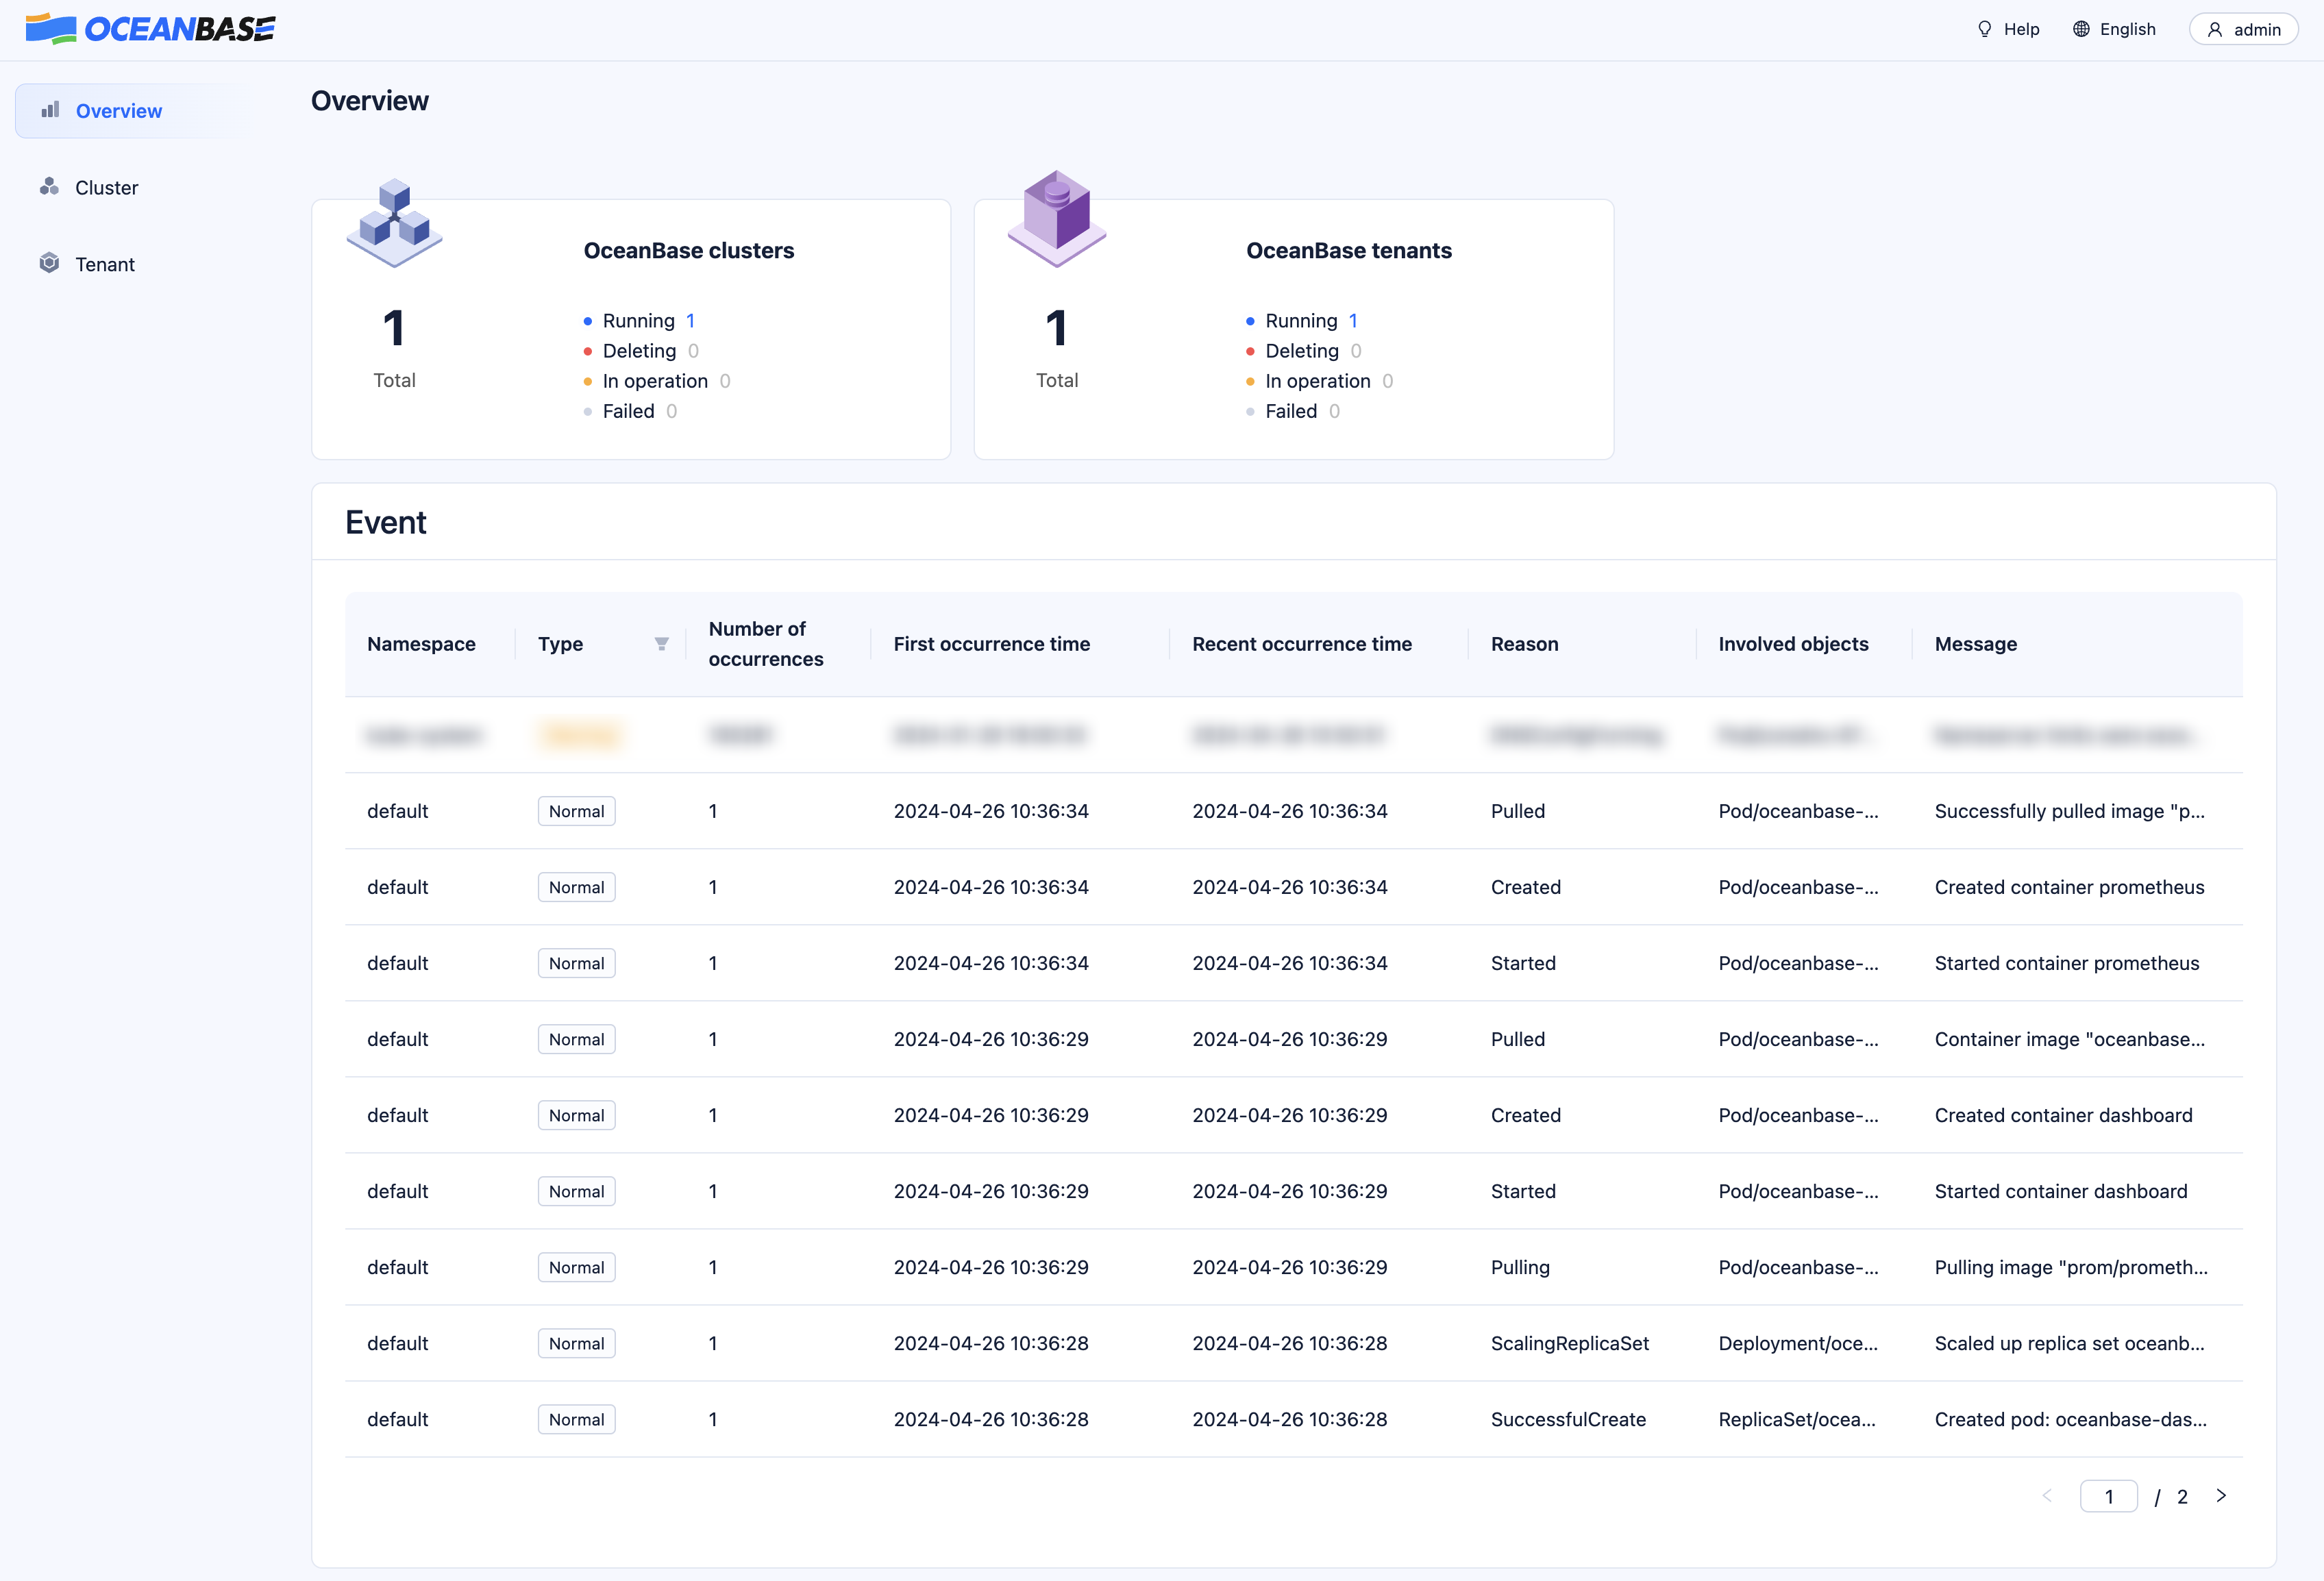 OCEANBASE
Help
English
admin
Overview
Cluster
Tenant
Overview
OceanBase clusters
1
Total
Running 1
Deleting 0
In operation 0
Failed 0
OceanBase tenants
1
Total
Running 1
Deleting 0
In operation 0
Failed 0
Event
Namespace Type Number of occurrences First occurrence time Recent occurrence time Reason Involved objects Message
default Normal 1 2024-04-26 10:36:34 2024-04-26 10:36:34 Pulled Pod/oceanbase-... Successfully pulled image "p...
default Normal 1 2024-04-26 10:36:34 2024-04-26 10:36:34 Created Pod/oceanbase-... Created container prometheus
default Normal 1 2024-04-26 10:36:34 2024-04-26 10:36:34 Started Pod/oceanbase-... Started container prometheus
default Normal 1 2024-04-26 10:36:29 2024-04-26 10:36:29 Pulled Pod/oceanbase-... Container image "oceanbase...
default Normal 1 2024-04-26 10:36:29 2024-04-26 10:36:29 Created Pod/oceanbase-... Created container dashboard
default Normal 1 2024-04-26 10:36:29 2024-04-26 10:36:29 Started Pod/oceanbase-... Started container dashboard
default Normal 1 2024-04-26 10:36:29 2024-04-26 10:36:29 Pulling Pod/oceanbase-... Pulling image "prom/prometh...
default Normal 1 2024-04-26 10:36:28 2024-04-26 10:36:28 ScalingReplicaSet Deployment/oce... Scaled up replica set oceanb...
default Normal 1 2024-04-26 10:36:28 2024-04-26 10:36:28 SuccessfulCreate ReplicaSet/ocea... Created pod: oceanbase-das...
1 / 2